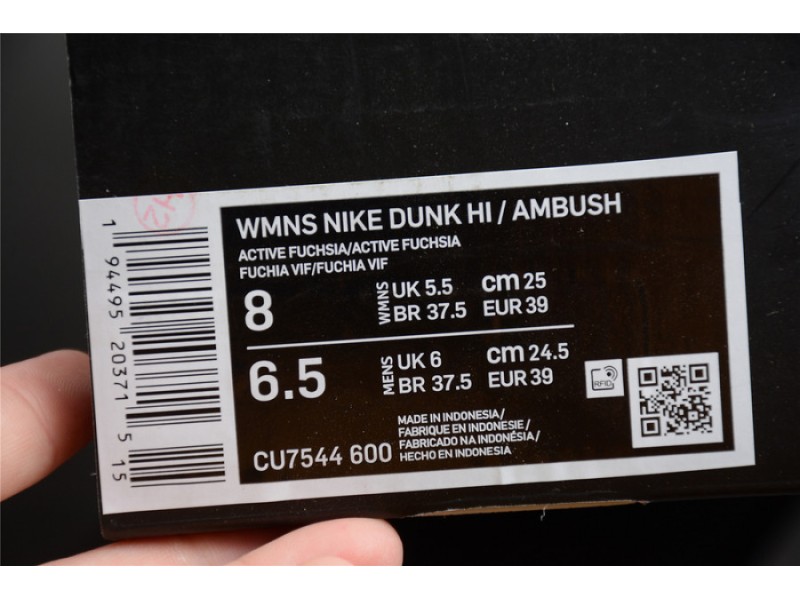 WMNS NIKE DUNK HI / AMBUSH
ACTIVE FUCHSIA/ACTIVE FUCHSIA
FUCHIA VIF/FUCHIA VIF
8 WMNS UK 5.5 cm 25
BR 37.5 EUR 39
6.5 MENS UK 6 cm 24.5
BR 37.5 EUR 39
RFID
CU7544 600
MADE IN INDONESIA/
FABRIQUE EN INDONESIE/
FABRICADO NA INDONÉSIA/
HECHO EN INDONESIA
1 94495 20371 5 15